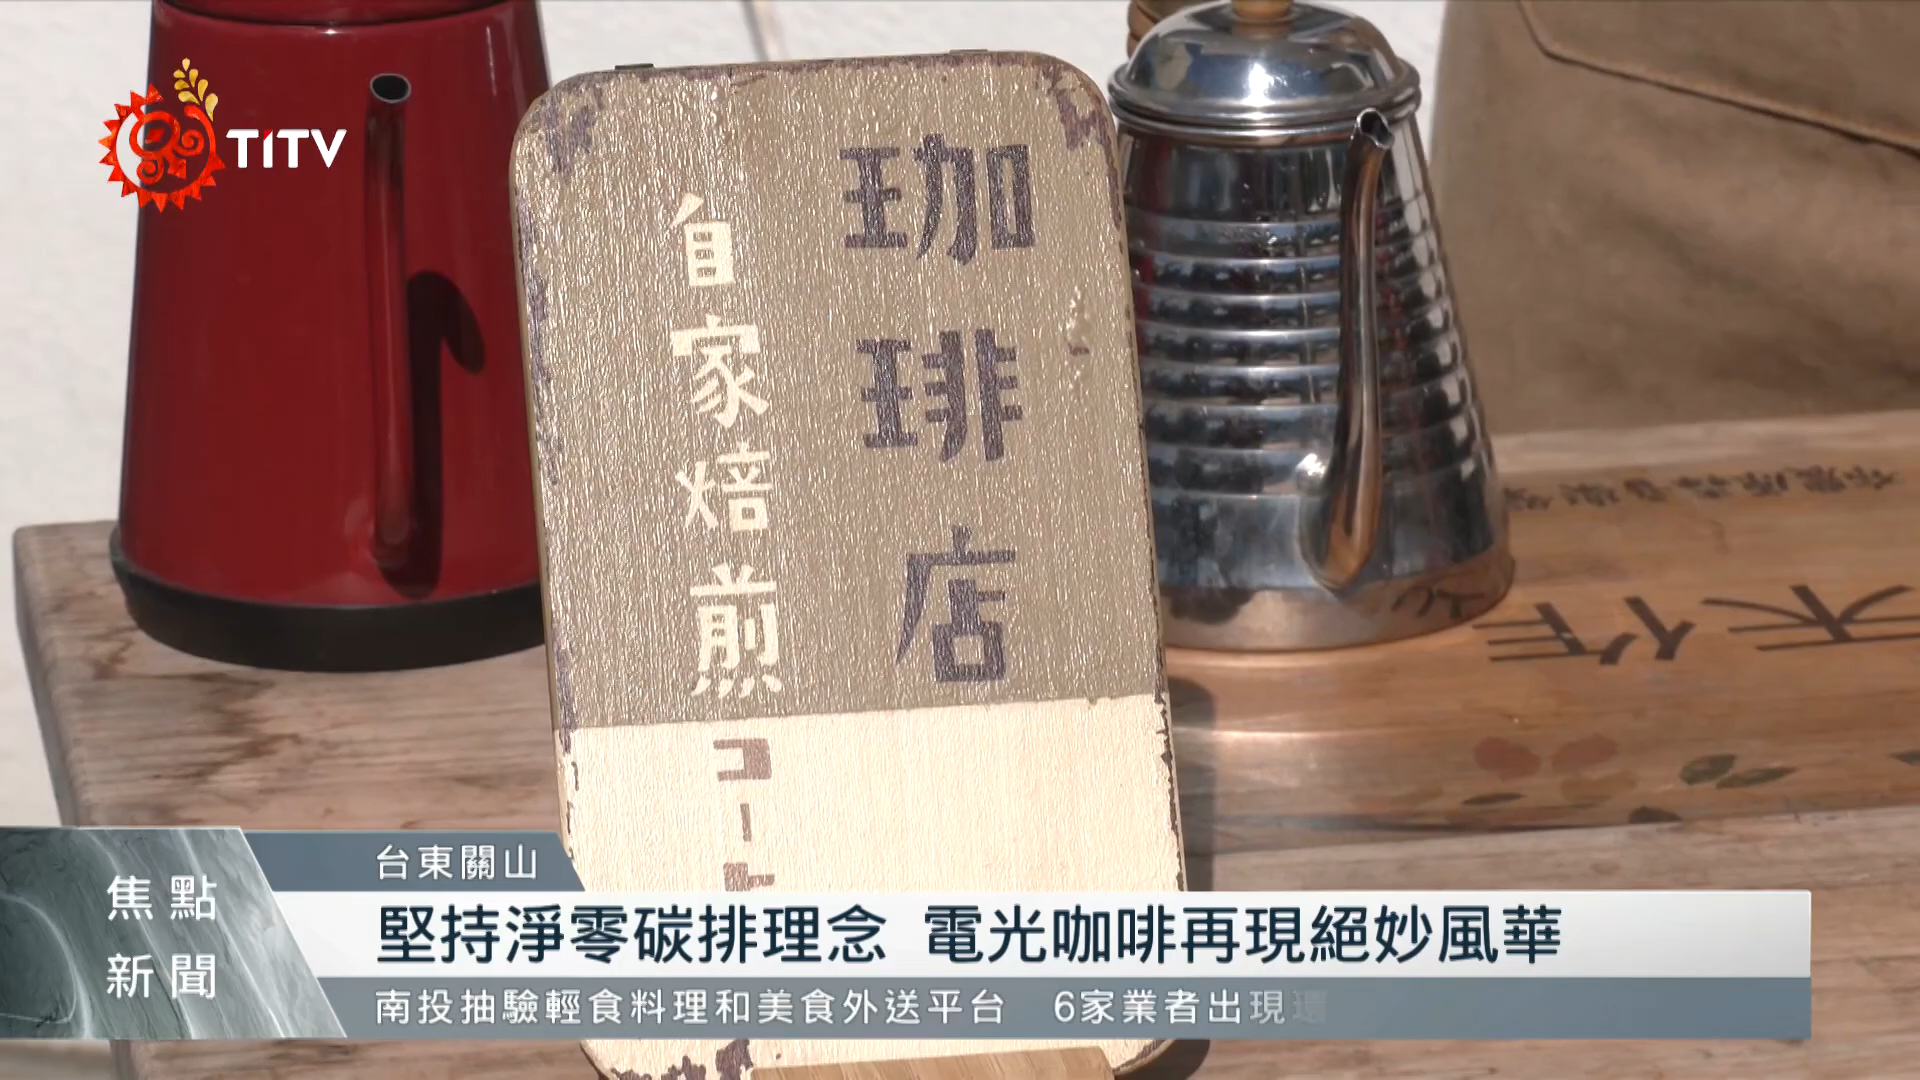 TITV
珈琲店
自家焙煎コート
禾作
台東關山
焦點
新聞
堅持淨零碳排理念 電光咖啡再現絕妙風華
南投抽驗輕食料理和美食外送平台 6家業者出現